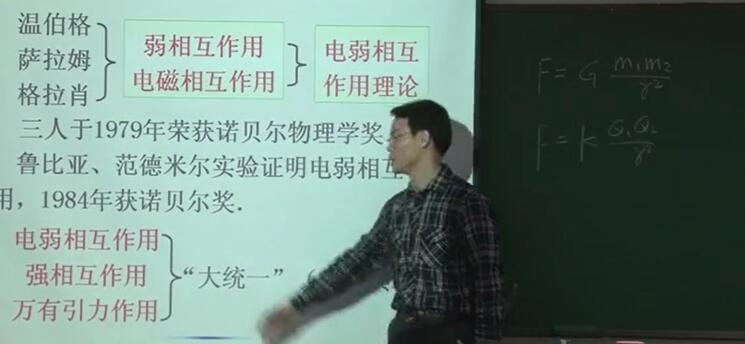 温伯格
萨拉姆
格拉肖
弱相互作用
电磁相互作用
电弱相互
作用理论
三人于1979年荣获诺贝尔物理学奖
鲁比亚、范德米尔实验证明电弱相互
用，1984年获诺贝尔奖.
电弱相互作用
强相互作用
万有引力作用
“大统一”
F=G m₁m₂/r²
F=K Q₁Q₂/r²